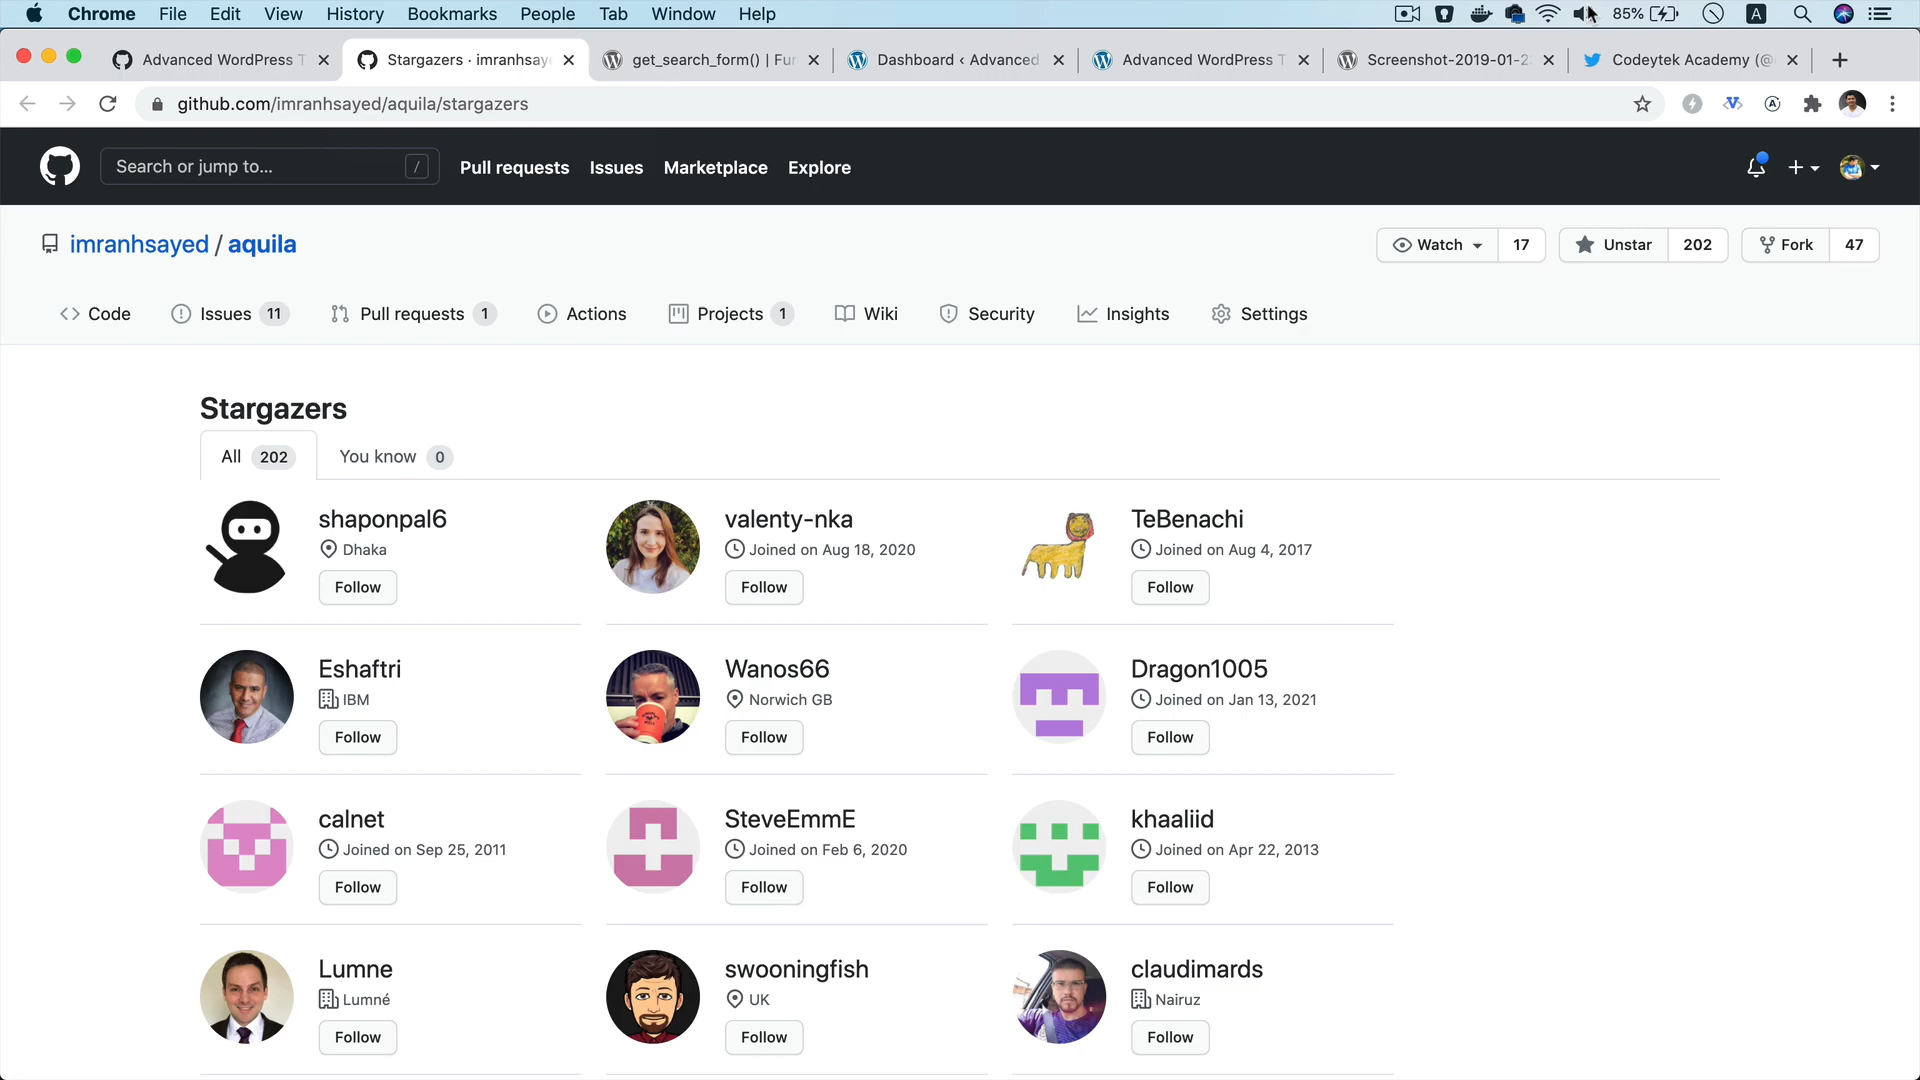 Chrome File Edit View History Bookmarks People Tab Window Help 85% A
Advanced WordPress T
Stargazers · imranhsaye
get_search_form() | Fun
Dashboard ‹ Advanced
Advanced WordPress T
Screenshot-2019-01-2
Codeytek Academy (@
github.com/imranhsayed/aquila/stargazers
Search or jump to... / Pull requests Issues Marketplace Explore
imranhsayed / aquila Watch 17 Unstar 202 Fork 47
Code Issues 11 Pull requests 1 Actions Projects 1 Wiki Security Insights Settings
Stargazers
All 202 You know 0
shaponpal6
Dhaka
Follow
valenty-nka
Joined on Aug 18, 2020
Follow
TeBenachi
Joined on Aug 4, 2017
Follow
Eshaftri
IBM
Follow
Wanos66
Norwich GB
Follow
Dragon1005
Joined on Jan 13, 2021
Follow
calnet
Joined on Sep 25, 2011
Follow
SteveEmmE
Joined on Feb 6, 2020
Follow
khaaliid
Joined on Apr 22, 2013
Follow
Lumne
Lumné
Follow
swooningfish
UK
Follow
claudimards
Nairuz
Follow